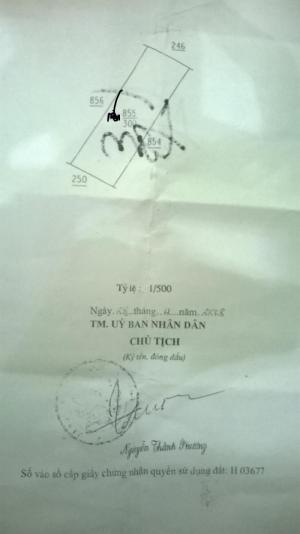 246
856
855
30
854
250
Tỷ lệ : 1/500
Ngày tháng năm
TM. UỶ BAN NHÂN DÂN
CHỦ TỊCH
(Ký tên, đóng dấu)
Nguyễn Thành Phương
Số vào sổ cấp giấy chứng nhận quyền sử dụng đất: H 03677